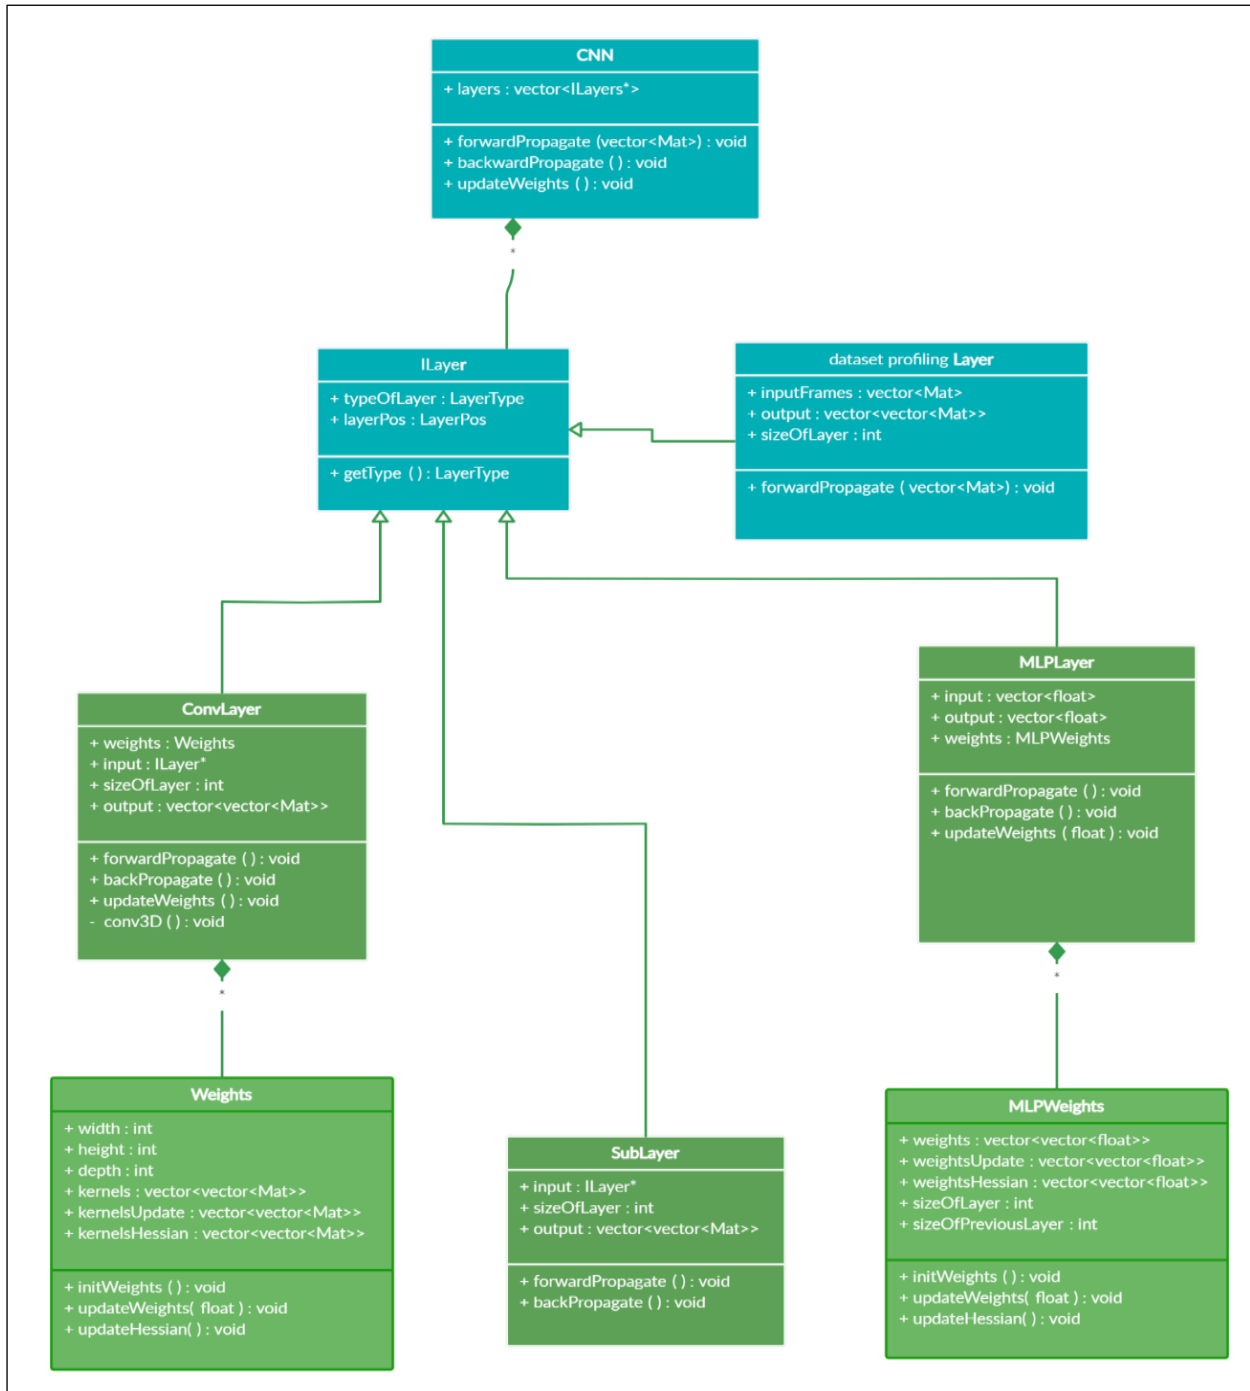 CNN
+ layers : vector<ILayers*>
+ forwardPropagate (vector<Mat>) : void
+ backwardPropagate ( ) : void
+ updateWeights ( ) : void
*
ILayer
+ typeOfLayer : LayerType
+ layerPos : LayerPos
+ getType ( ) : LayerType
dataset profiling Layer
+ inputFrames : vector<Mat>
+ output : vector<vector<Mat>>
+ sizeOfLayer : int
+ forwardPropagate ( vector<Mat>) : void
ConvLayer
+ weights : Weights
+ input : ILayer*
+ sizeOfLayer : int
+ output : vector<vector<Mat>>
+ forwardPropagate ( ) : void
+ backPropagate ( ) : void
+ updateWeights ( ) : void
- conv3D ( ) : void
*
MLPLayer
+ input : vector<float>
+ output : vector<float>
+ weights : MLPWeights
+ forwardPropagate ( ) : void
+ backPropagate ( ) : void
+ updateWeights ( float ) : void
*
Weights
+ width : int
+ height : int
+ depth : int
+ kernels : vector<vector<Mat>>
+ kernelsUpdate : vector<vector<Mat>>
+ kernelsHessian : vector<vector<Mat>>
+ initWeights ( ) : void
+ updateWeights( float ) : void
+ updateHessian( ) : void
SubLayer
+ input : ILayer*
+ sizeOfLayer : int
+ output : vector<vector<Mat>>
+ forwardPropagate ( ) : void
+ backPropagate ( ) : void
MLPWeights
+ weights : vector<vector<float>>
+ weightsUpdate : vector<vector<float>>
+ weightsHessian : vector<vector<float>>
+ sizeOfLayer : int
+ sizeOfPreviousLayer : int
+ initWeights ( ) : void
+ updateWeights( float ) : void
+ updateHessian( ) : void